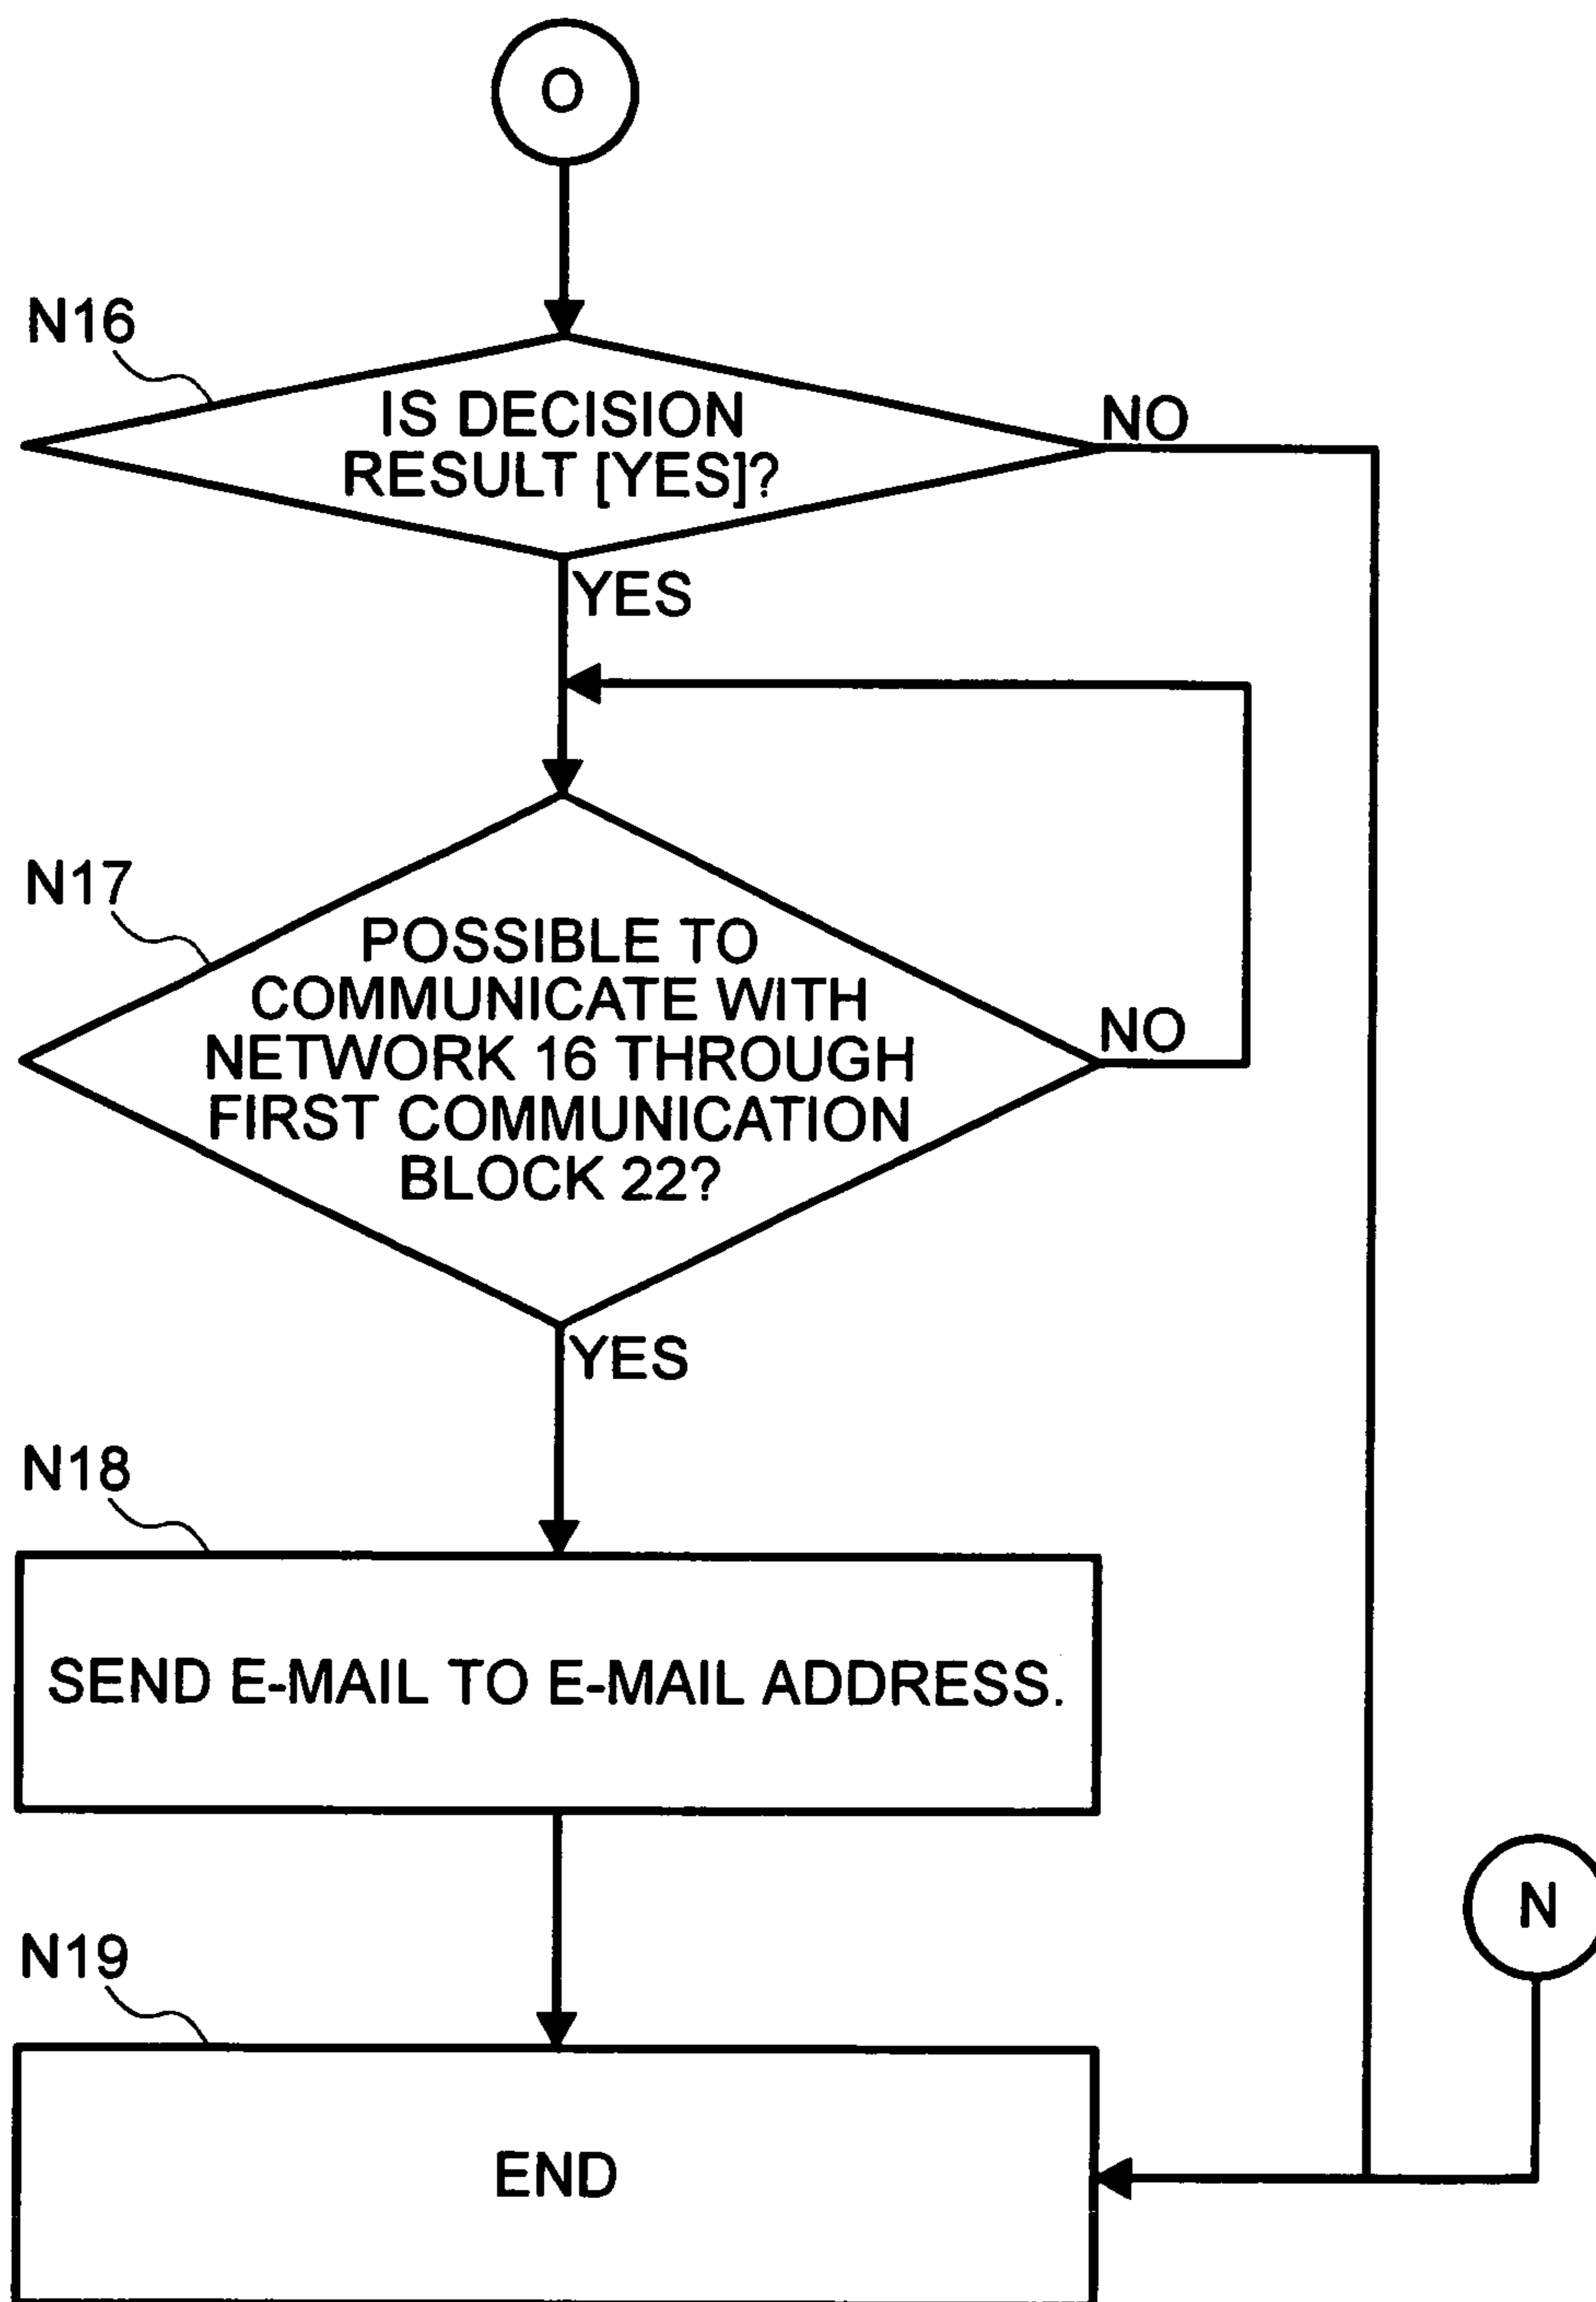 O
N16
IS DECISION
RESULT [YES]?
NO
YES
N17
POSSIBLE TO
COMMUNICATE WITH
NETWORK 16 THROUGH
FIRST COMMUNICATION
BLOCK 22?
NO
YES
N18
SEND E-MAIL TO E-MAIL ADDRESS.
N
N19
END